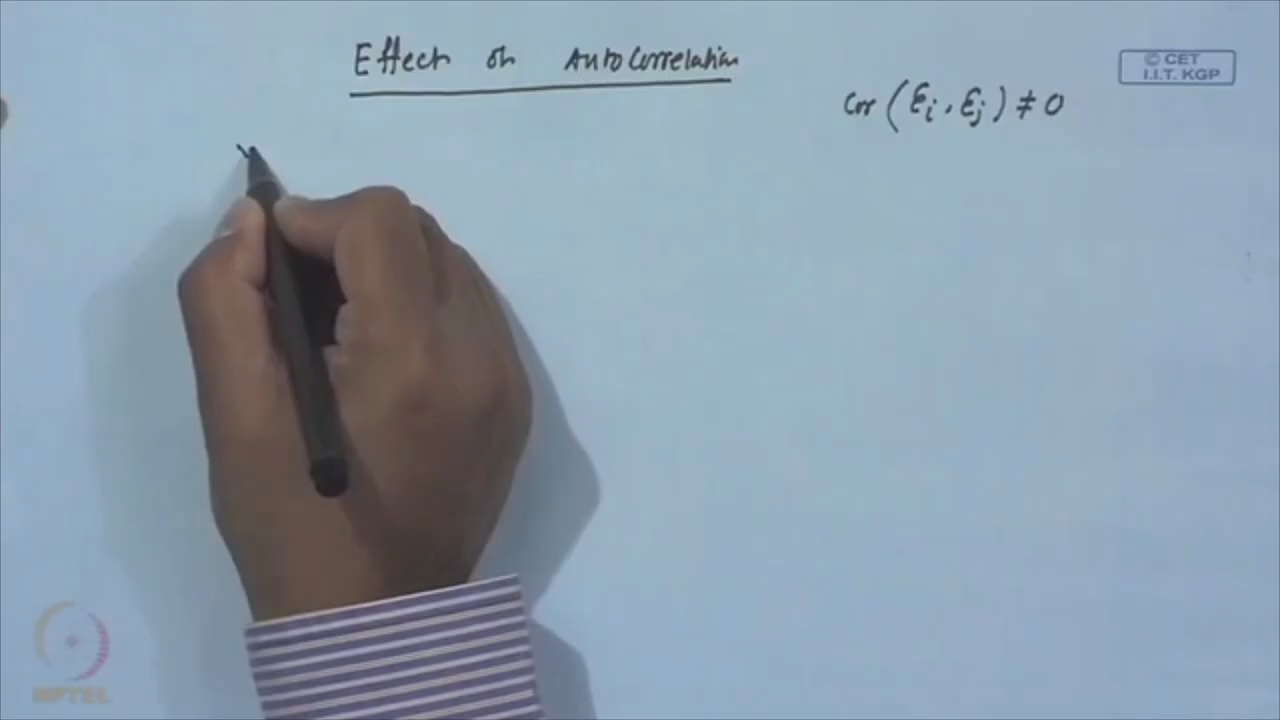 Effect on AutoCorrelation
© CET
I.I.T. KGP
Cor (εi, εj) ≠ 0
NPTEL